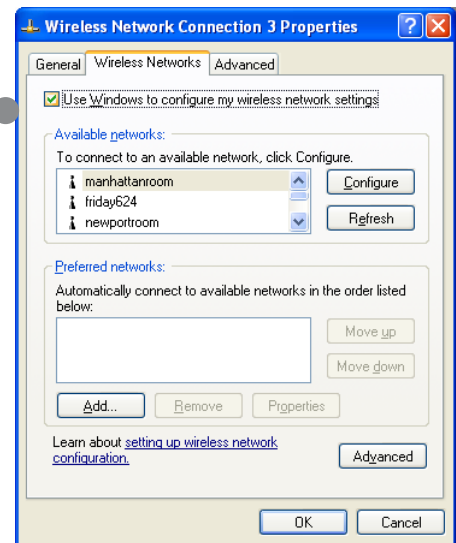 Wireless Network Connection 3 Properties
General Wireless Networks Advanced
Use Windows to configure my wireless network settings
Available networks:
To connect to an available network, click Configure.
manhattanroom
friday624
newportroom
Configure
Refresh
Preferred networks:
Automatically connect to available networks in the order listed
below:
Move up
Move down
Add... Remove Properties
Learn about setting up wireless network
configuration.
Advanced
OK Cancel